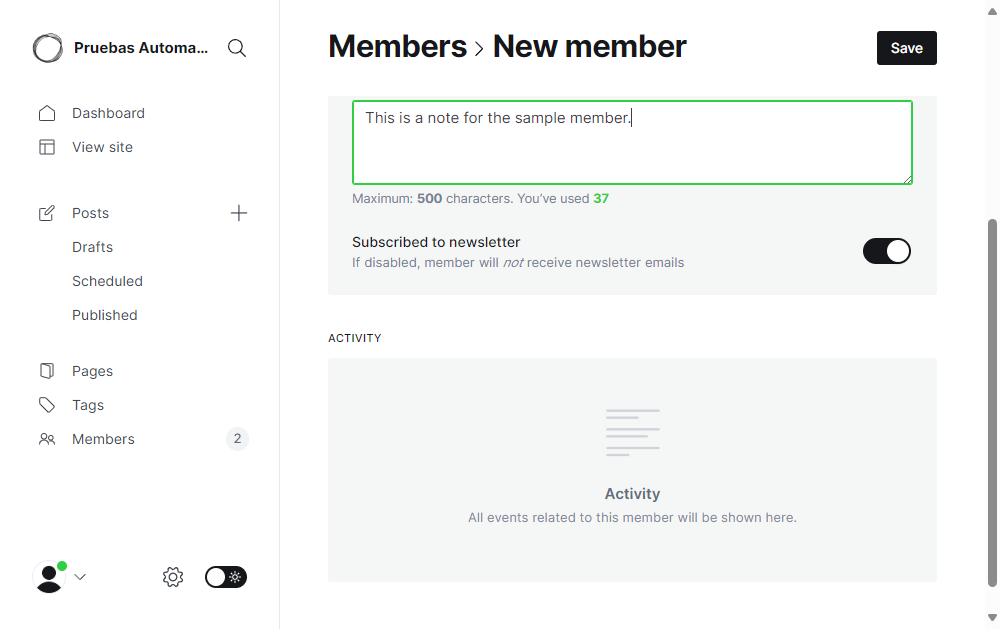 Pruebas Automa...
Dashboard
View site
Posts
Drafts
Scheduled
Published
Pages
Tags
Members
2
Members > New member
Save
This is a note for the sample member.
Maximum: 500 characters. You’ve used 37
Subscribed to newsletter
If disabled, member will not receive newsletter emails
ACTIVITY
Activity
All events related to this member will be shown here.